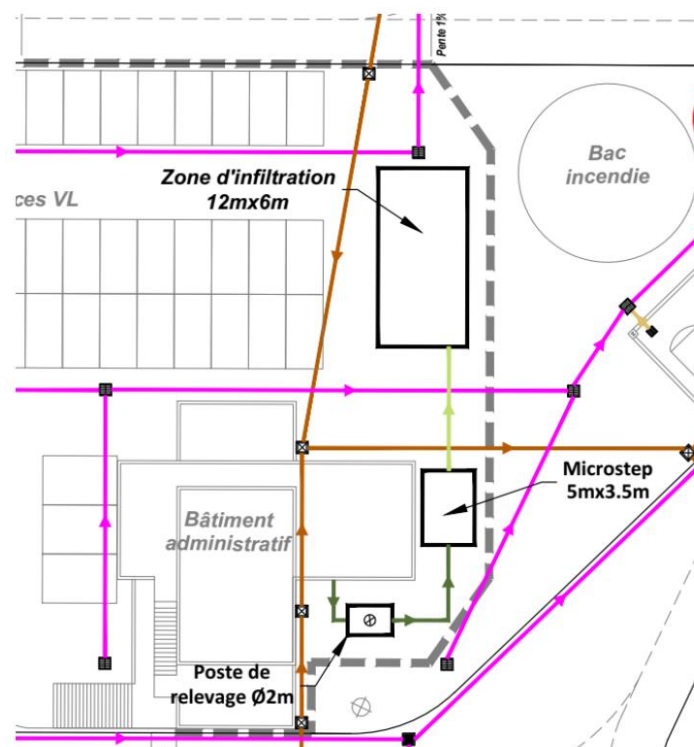 Pente 1%
Zone d'infiltration
12mx6m
Bac
incendie
ces VL
Microstep
5mx3.5m
Bâtiment
administratif
Poste de
relevage Ø2m